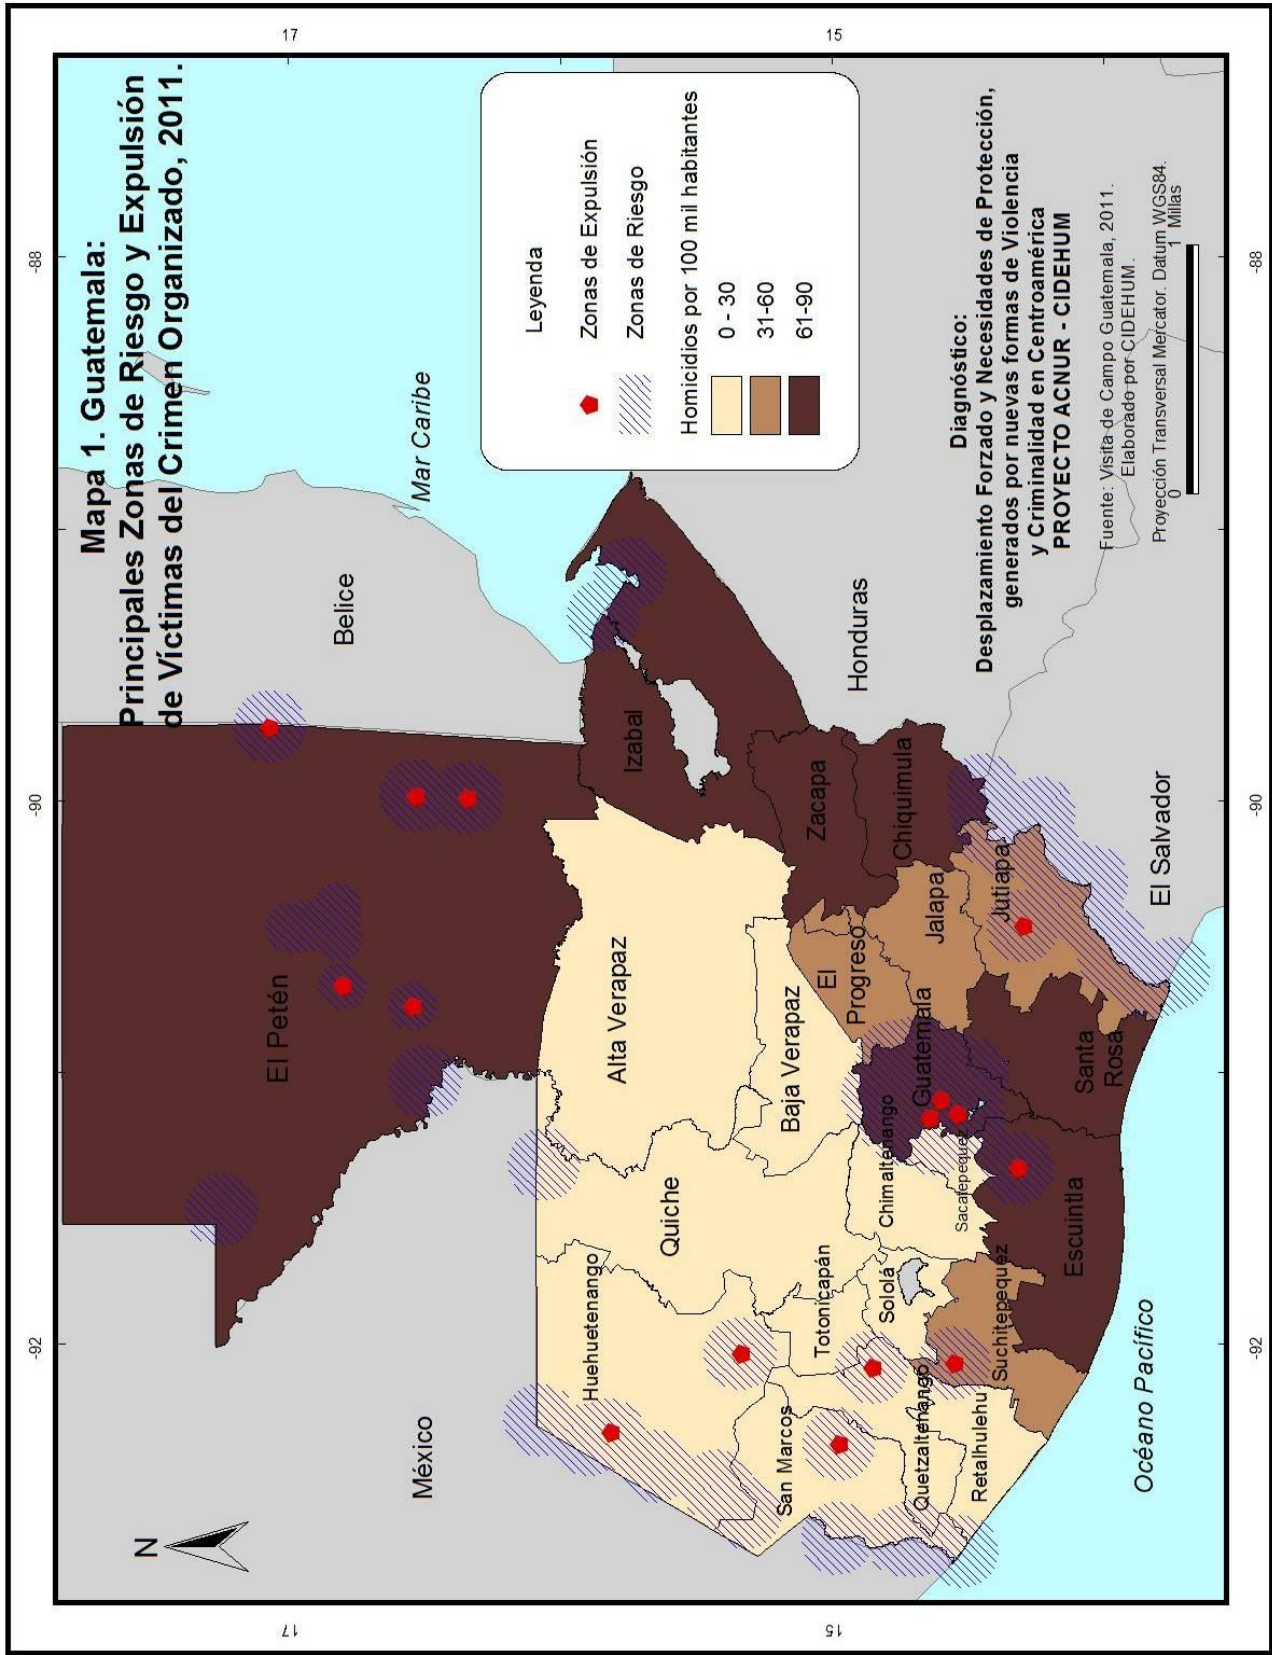 Mapa 1. Guatemala:
Principales Zonas de Riesgo y Expulsión
de Víctimas del Crimen Organizado, 2011.
N
México
Belice
Mar Caribe
El Petén
Huehuetenango
Quiche
Alta Verapaz
Izabal
San Marcos
Totonicapán
Baja Verapaz
El
Progreso
Zacapa
Quetzaltenango
Sololá
Chimaltenango
Guatemala
Jalapa
Chiquimula
Honduras
Retalhulehu
Suchitepequez
Sacatepequez
Jutiapa
Escuintla
Santa
Rosa
El Salvador
Océano Pacífico
Leyenda
Zonas de Expulsión
Zonas de Riesgo
Homicidios por 100 mil habitantes
0 - 30
31-60
61-90
Diagnóstico:
Desplazamiento Forzado y Necesidades de Protección,
generados por nuevas formas de Violencia
y Criminalidad en Centroamérica
PROYECTO ACNUR - CIDEHUM
Fuente: Visita de Campo Guatemala, 2011.
Elaborado por CIDEHUM.
Proyección Transversal Mercator. Datum WGS84.
0 1
Millas
-92 -90 -88
-92 -90 -88
17 17
15 15